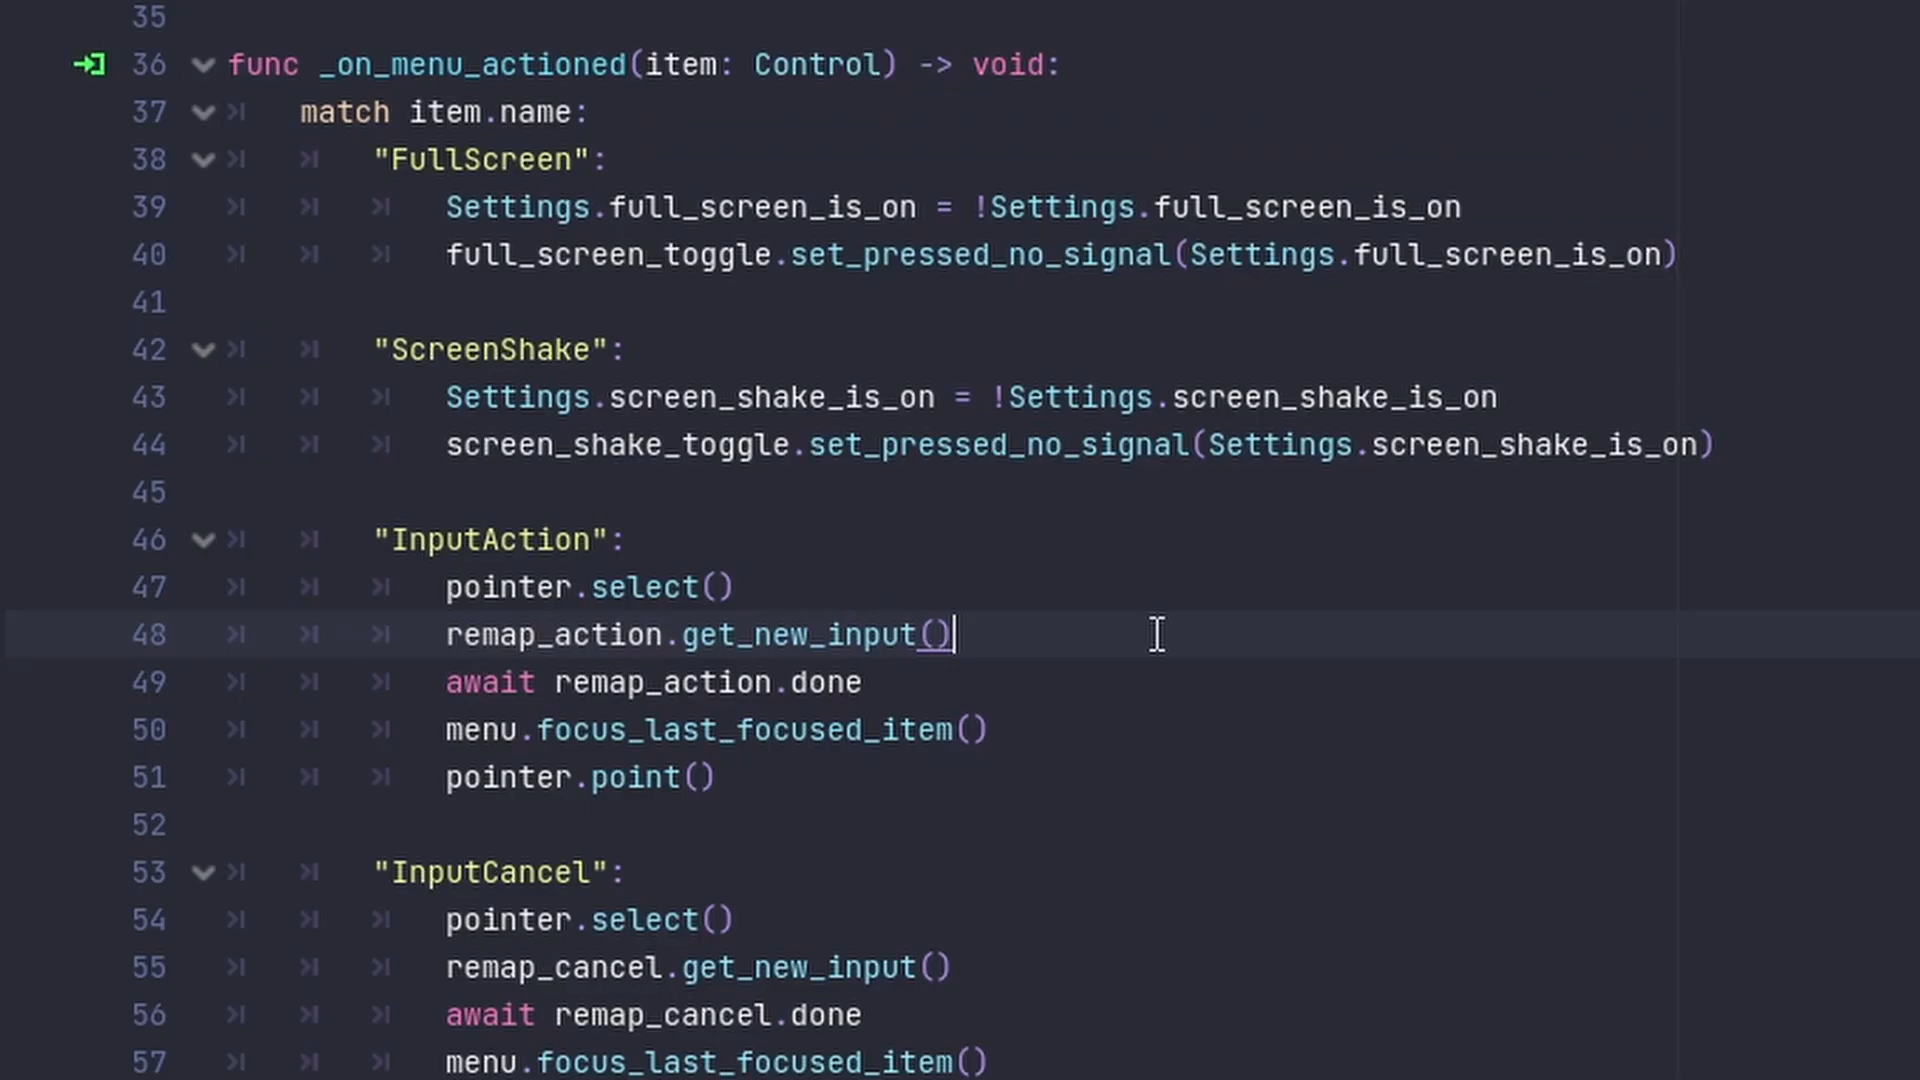 35
36 func _on_menu_actioned(item: Control) -> void:
37 match item.name:
38 "FullScreen":
39 Settings.full_screen_is_on = !Settings.full_screen_is_on
40 full_screen_toggle.set_pressed_no_signal(Settings.full_screen_is_on)
41
42 "ScreenShake":
43 Settings.screen_shake_is_on = !Settings.screen_shake_is_on
44 screen_shake_toggle.set_pressed_no_signal(Settings.screen_shake_is_on)
45
46 "InputAction":
47 pointer.select()
48 remap_action.get_new_input()
49 await remap_action.done
50 menu.focus_last_focused_item()
51 pointer.point()
52
53 "InputCancel":
54 pointer.select()
55 remap_cancel.get_new_input()
56 await remap_cancel.done
57 menu.focus_last_focused_item()